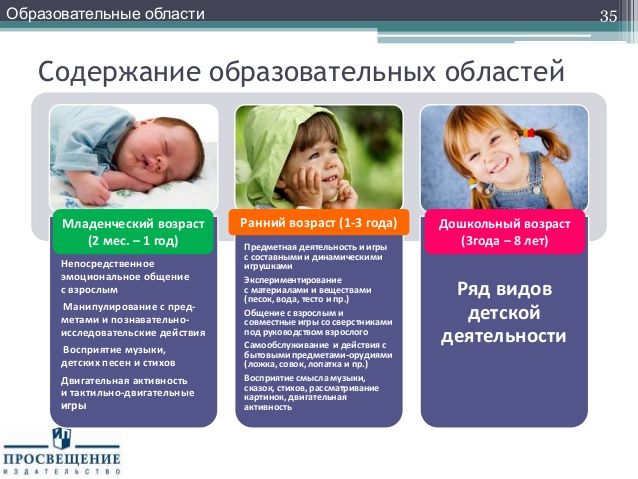 Образовательные области
35
Содержание образовательных областей
Младенческий возраст
(2 мес. – 1 год)
Непосредственное
эмоциональное общение
с взрослым
Манипулирование с пред-
метами и познавательно-
исследовательские действия
Восприятие музыки,
детских песен и стихов
Двигательная активность
и тактильно-двигательные
игры
Ранний возраст (1-3 года)
Предметная деятельность и игры
с составными и динамическими
игрушками
Экспериментирование
с материалами и веществами
(песок, вода, тесто и пр.)
Общение с взрослым и
совместные игры со сверстниками
под руководством взрослого
Самообслуживание и действия с
бытовыми предметами-орудиями
(ложка, совок, лопатка и пр.)
Восприятие смысла музыки,
сказок, стихов, рассматривание
картинок, двигательная
активность
Дошкольный возраст
(3года – 8 лет)
Ряд видов
детской
деятельности
ПРОСВЕЩЕНИЕ
ИЗДАТЕЛЬСТВО